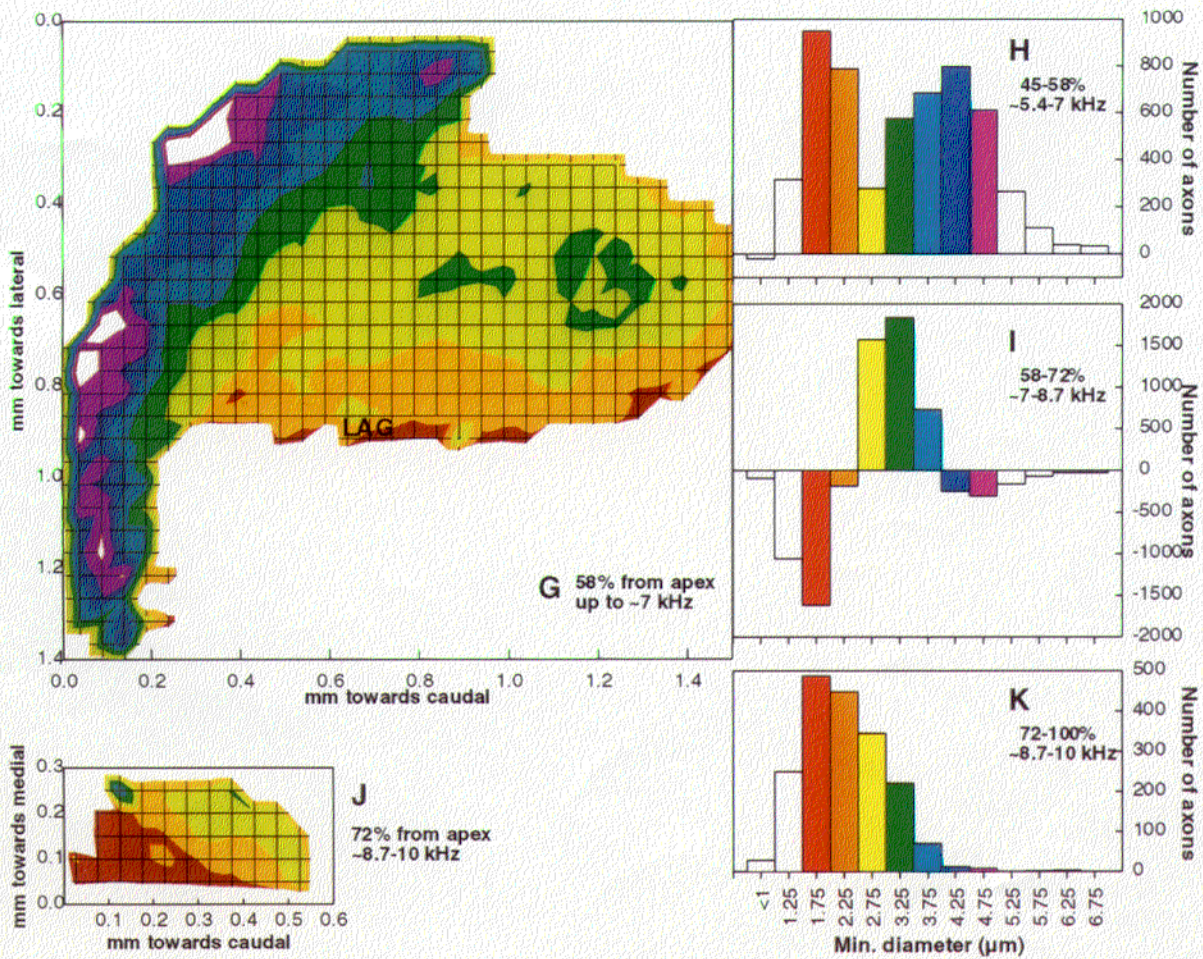 0.0
0.2
0.4
0.6
0.8
1.0
1.2
1.4
mm towards lateral
LAG
G 58% from apex
up to ~7 kHz
0.0 0.2 0.4 0.6 0.8 1.0 1.2 1.4
mm towards caudal
H
45-58%
~5.4-7 kHz
1000
800
600
400
200
0
Number of axons
I
58-72%
~7-8.7 kHz
2000
1500
1000
500
0
-500
-1000
-1500
-2000
Number of axons
0.3
0.2
0.1
0.0
mm towards medial
J
72% from apex
~8.7-10 kHz
0.1 0.2 0.3 0.4 0.5 0.6
mm towards caudal
K
72-100%
~8.7-10 kHz
500
400
300
200
100
0
Number of axons
<1 1.25 1.75 2.25 2.75 3.25 3.75 4.25 4.75 5.25 5.75 6.25 6.75
Min. diameter (µm)